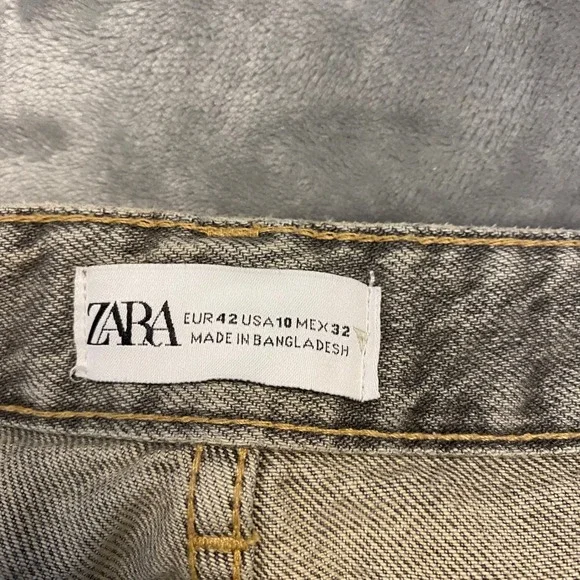 ZARA
EUR 42 USA 10 MEX 32
MADE IN BANGLADESH